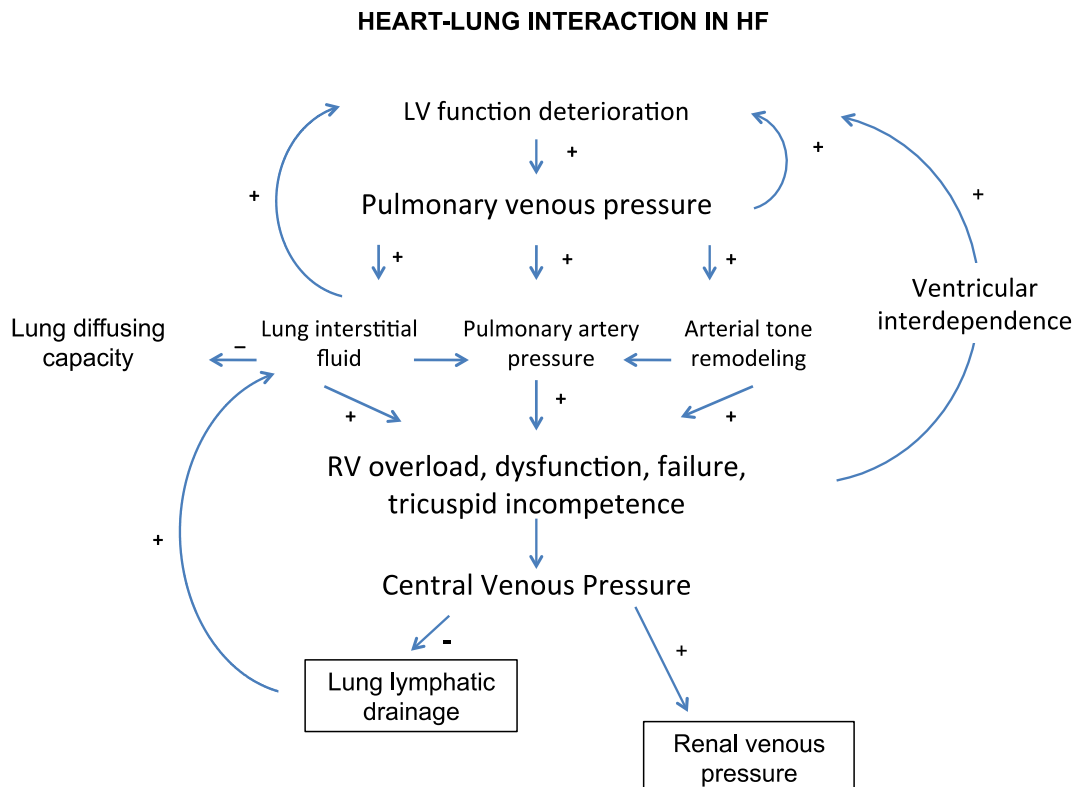 HEART-LUNG INTERACTION IN HF
LV function deterioration
+
+
+
+
Pulmonary venous pressure
+
+
+
Ventricular
interdependence
Lung diffusing
capacity
–
Lung interstitial
fluid
Pulmonary artery
pressure
Arterial tone
remodeling
+
+
+
RV overload, dysfunction, failure,
tricuspid incompetence
+
Central Venous Pressure
-
+
Lung lymphatic
drainage
Renal venous
pressure